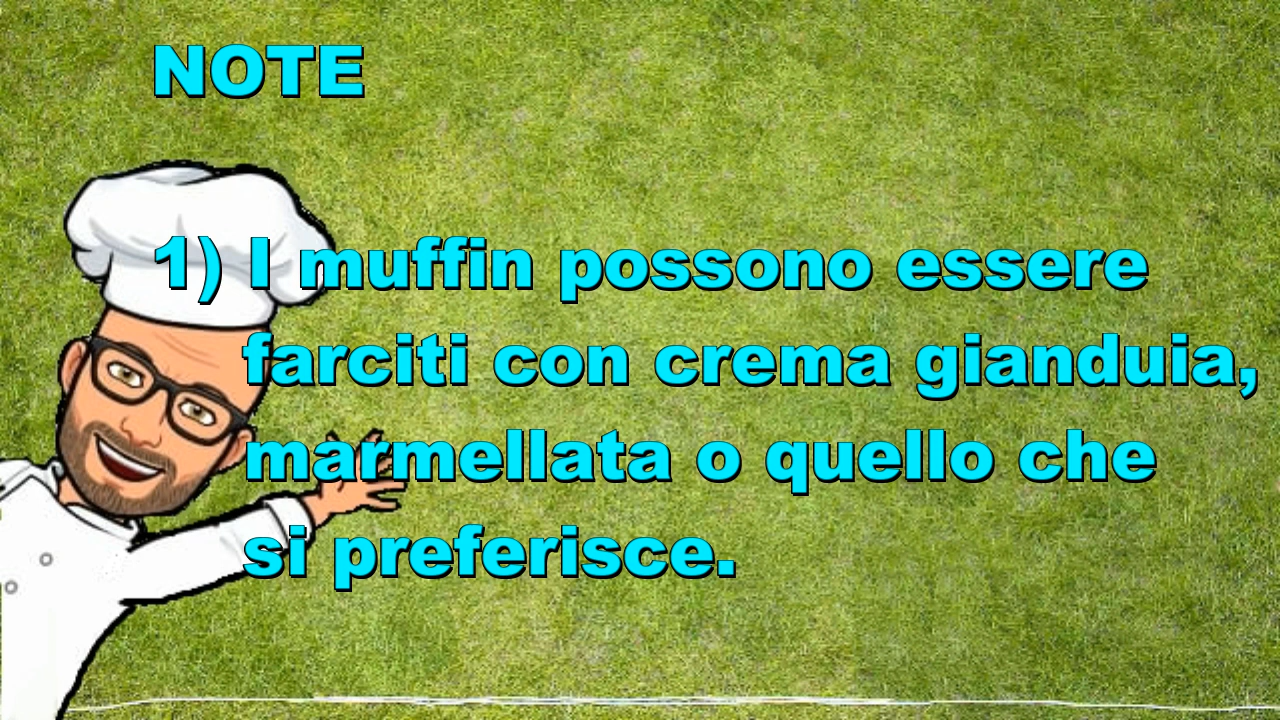 NOTE
1) I muffin possono essere
farciti con crema gianduia,
marmellata o quello che
si preferisce.